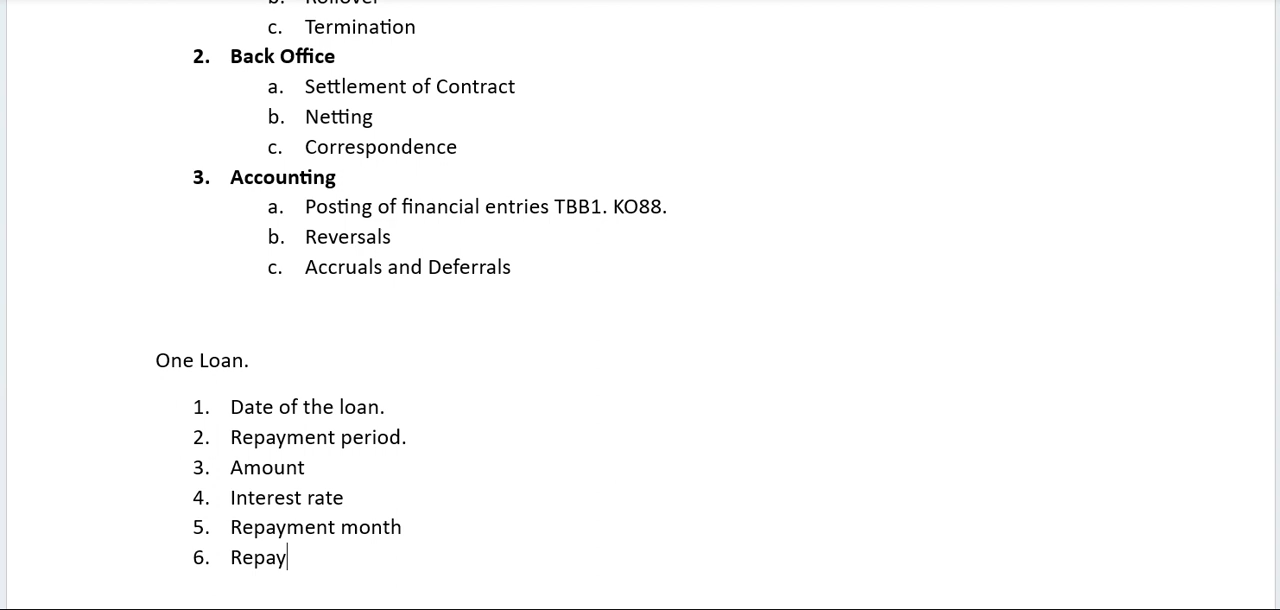 b. Rollover
c. Termination
2. Back Office
a. Settlement of Contract
b. Netting
c. Correspondence
3. Accounting
a. Posting of financial entries TBB1. KO88.
b. Reversals
c. Accruals and Deferrals
One Loan.
1. Date of the loan.
2. Repayment period.
3. Amount
4. Interest rate
5. Repayment month
6. Repay